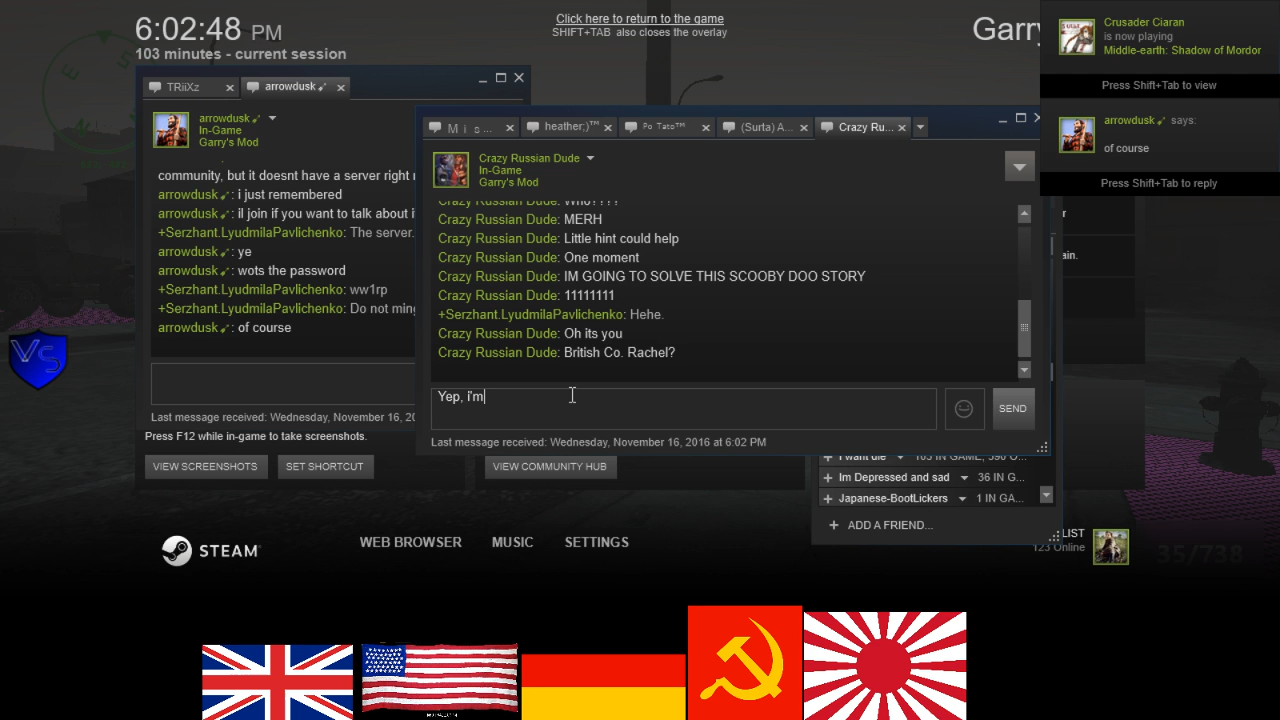 6:02:48 PM
103 minutes - current session
Click here to return to the game
SHIFT+TAB also closes the overlay
Garry
Crusader Ciaran
is now playing
Middle-earth: Shadow of Mordor
Press Shift+Tab to view
arrowdusk says:
of course
Press Shift+Tab to reply
TRiiXz
arrowdusk
arrowdusk
In-Game
Garry's Mod
community, but it doesnt have a server right
arrowdusk : i just remembered
arrowdusk : il join if you want to talk about i
+Serzhant.LyudmilaPavlichenko: The server.
arrowdusk : ye
arrowdusk : wots the password
+Serzhant.LyudmilaPavlichenko: ww1rp
+Serzhant.LyudmilaPavlichenko: Do not ming
arrowdusk : of course
Last message received: Wednesday, November 16, 20
M i s ...
heather;)™
Po Tato™
(Surta) A...
Crazy Ru...
Crazy Russian Dude
In-Game
Garry's Mod
Crazy Russian Dude: Who????
Crazy Russian Dude: MERH
Crazy Russian Dude: Little hint could help
Crazy Russian Dude: One moment
Crazy Russian Dude: IM GOING TO SOLVE THIS SCOOBY DOO STORY
Crazy Russian Dude: 11111111
+Serzhant.LyudmilaPavlichenko: Hehe.
Crazy Russian Dude: Oh its you
Crazy Russian Dude: British Co. Rachel?
Yep, i'm
SEND
Last message received: Wednesday, November 16, 2016 at 6:02 PM
ain.
VS
Press F12 while in-game to take screenshots.
VIEW SCREENSHOTS
SET SHORTCUT
VIEW COMMUNITY HUB
I want die
Im Depressed and sad 36 IN G...
Japanese-BootLickers 1 IN GA...
+ ADD A FRIEND...
LIST
123 Online
35/738
STEAM
WEB BROWSER
MUSIC
SETTINGS